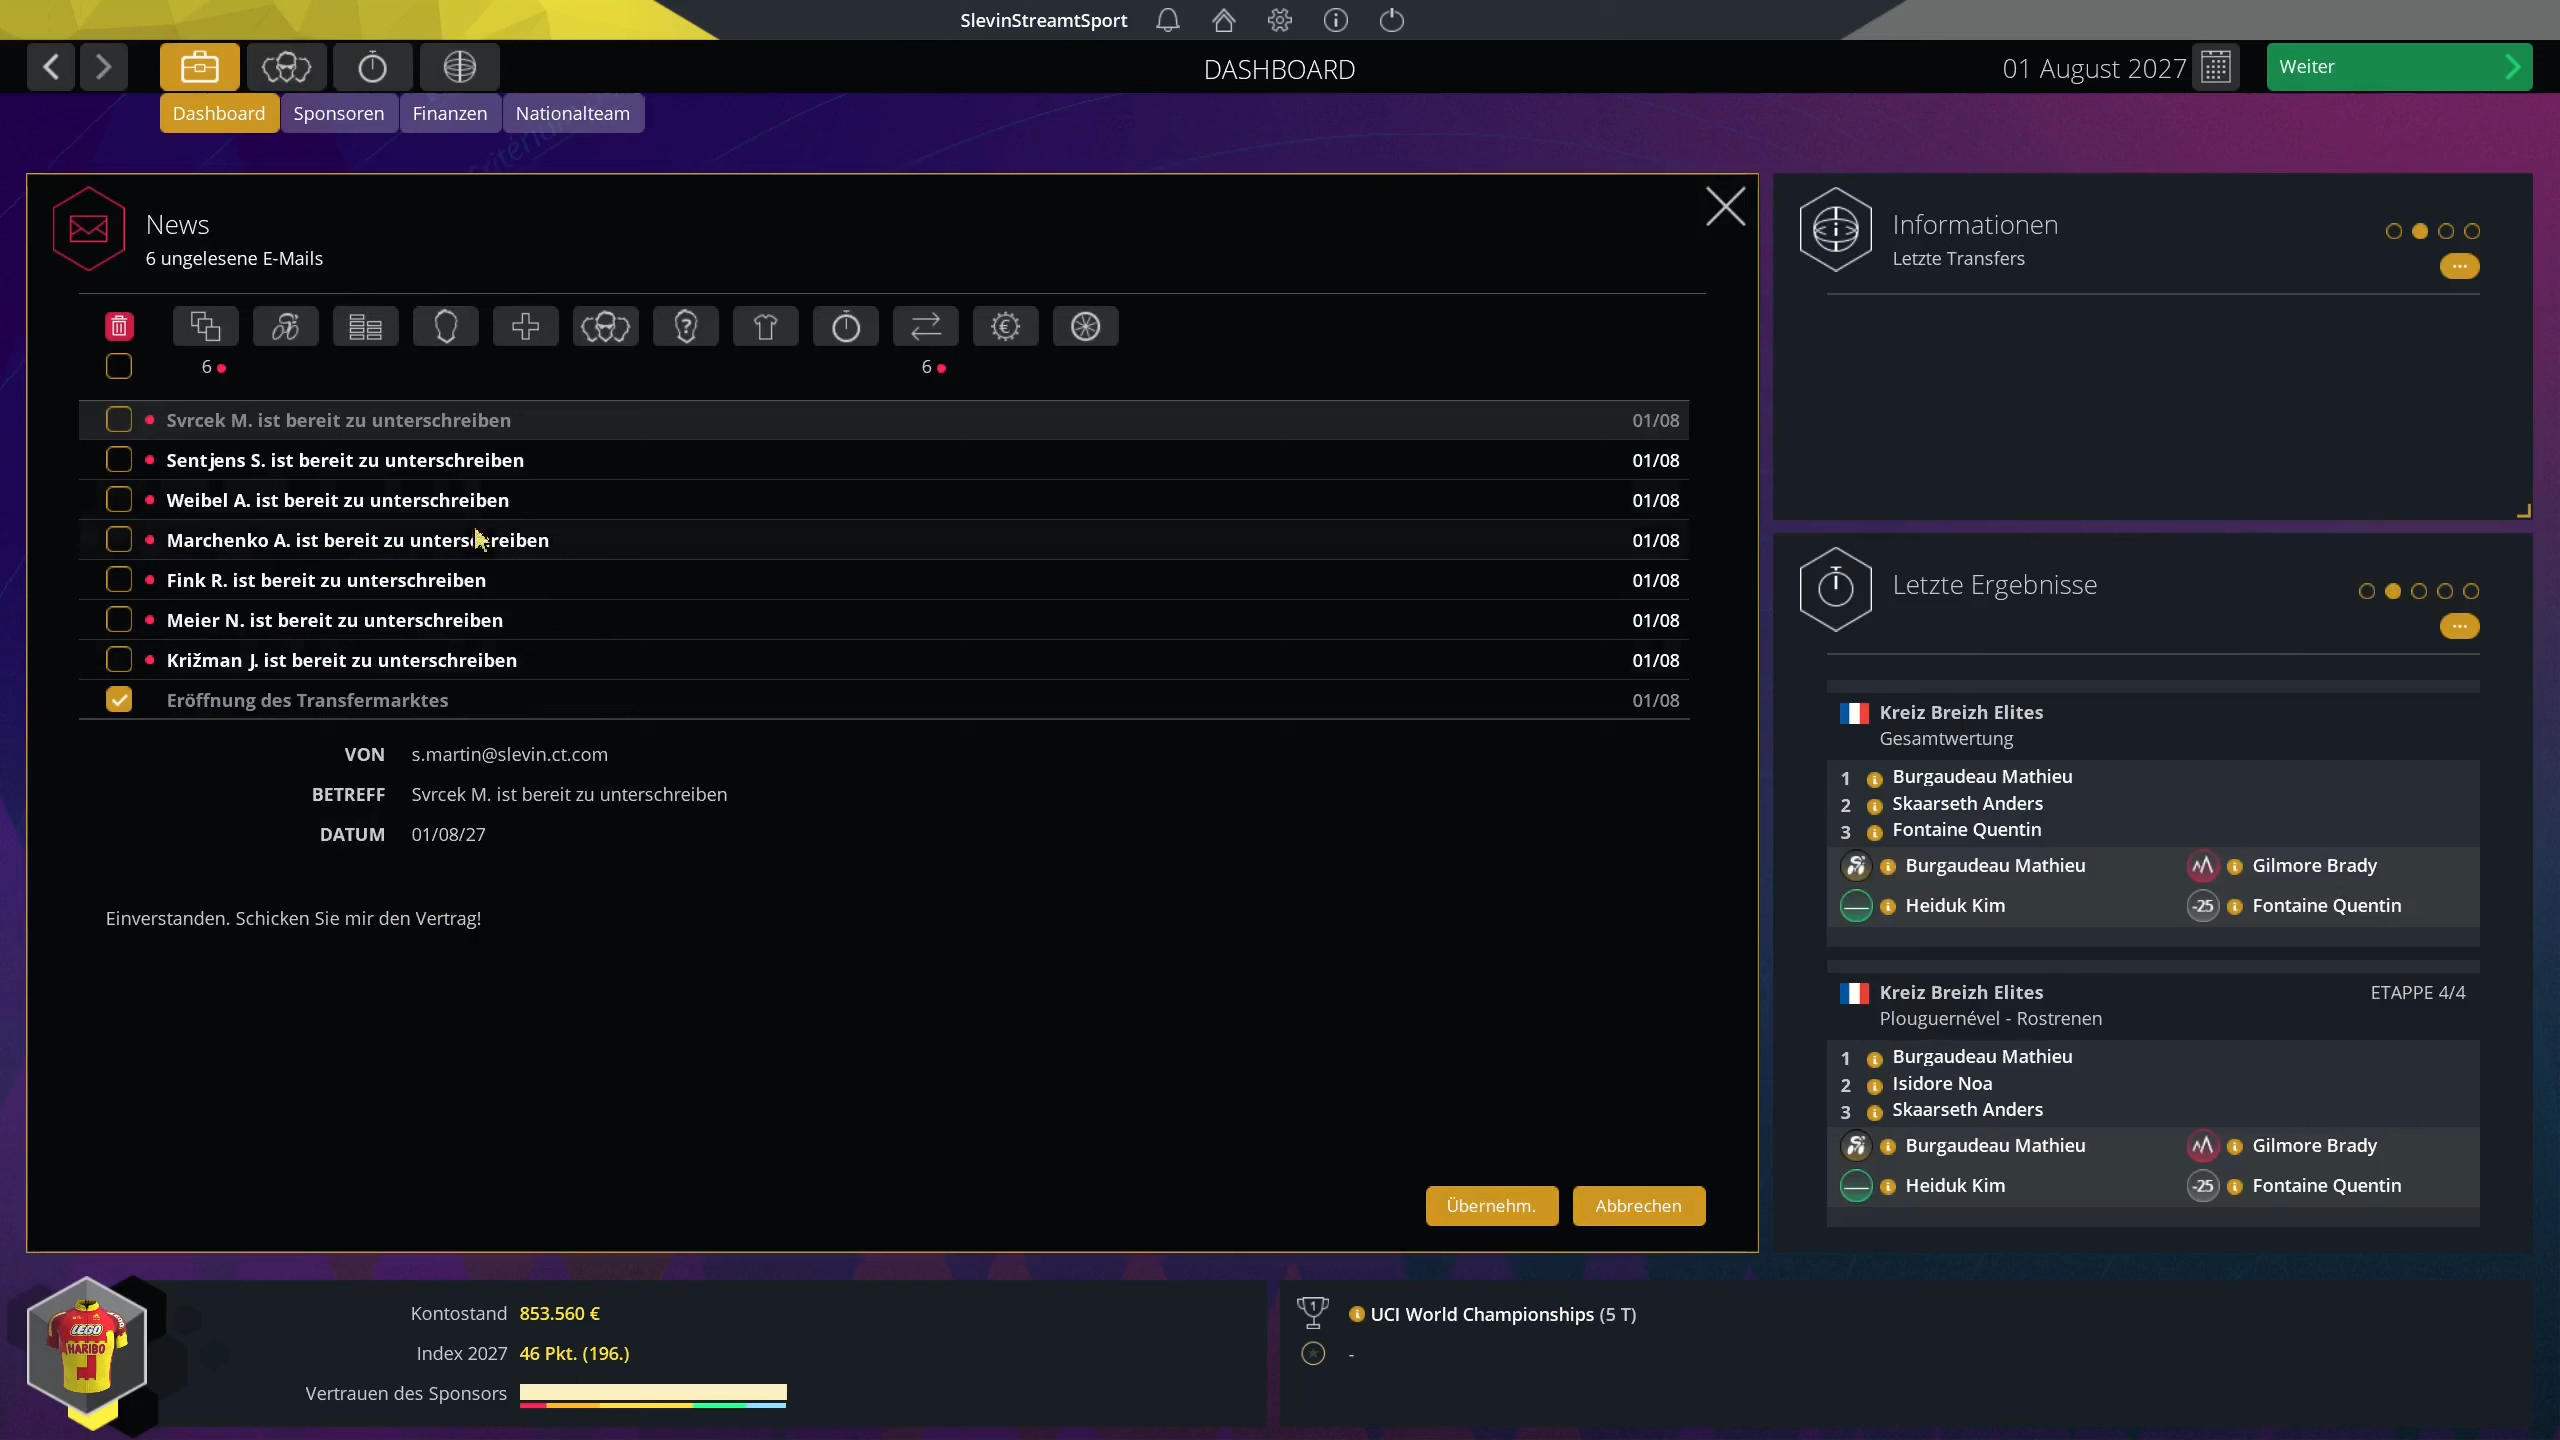 SlevinStreamtSport
DASHBOARD
01 August 2027
Weiter
Dashboard
Sponsoren
Finanzen
Nationalteam
News
6 ungelesene E-Mails
6
6
Svrcek M. ist bereit zu unterschreiben 01/08
Sentjens S. ist bereit zu unterschreiben 01/08
Weibel A. ist bereit zu unterschreiben 01/08
Marchenko A. ist bereit zu unterschreiben 01/08
Fink R. ist bereit zu unterschreiben 01/08
Meier N. ist bereit zu unterschreiben 01/08
Križman J. ist bereit zu unterschreiben 01/08
Eröffnung des Transfermarktes 01/08
VON s.martin@slevin.ct.com
BETREFF Svrcek M. ist bereit zu unterschreiben
DATUM 01/08/27
Einverstanden. Schicken Sie mir den Vertrag!
Übernehm.
Abbrechen
Informationen
Letzte Transfers
...
Letzte Ergebnisse
...
Kreiz Breizh Elites
Gesamtwertung
1 Burgaudeau Mathieu
2 Skaarseth Anders
3 Fontaine Quentin
Burgaudeau Mathieu Gilmore Brady
Heiduk Kim -25 Fontaine Quentin
Kreiz Breizh Elites ETAPPE 4/4
Plouguernével - Rostrenen
1 Burgaudeau Mathieu
2 Isidore Noa
3 Skaarseth Anders
Burgaudeau Mathieu Gilmore Brady
Heiduk Kim -25 Fontaine Quentin
LEGO
HARIBO
Kontostand 853.560 €
Index 2027 46 Pkt. (196.)
Vertrauen des Sponsors
1 UCI World Championships (5 T)
-